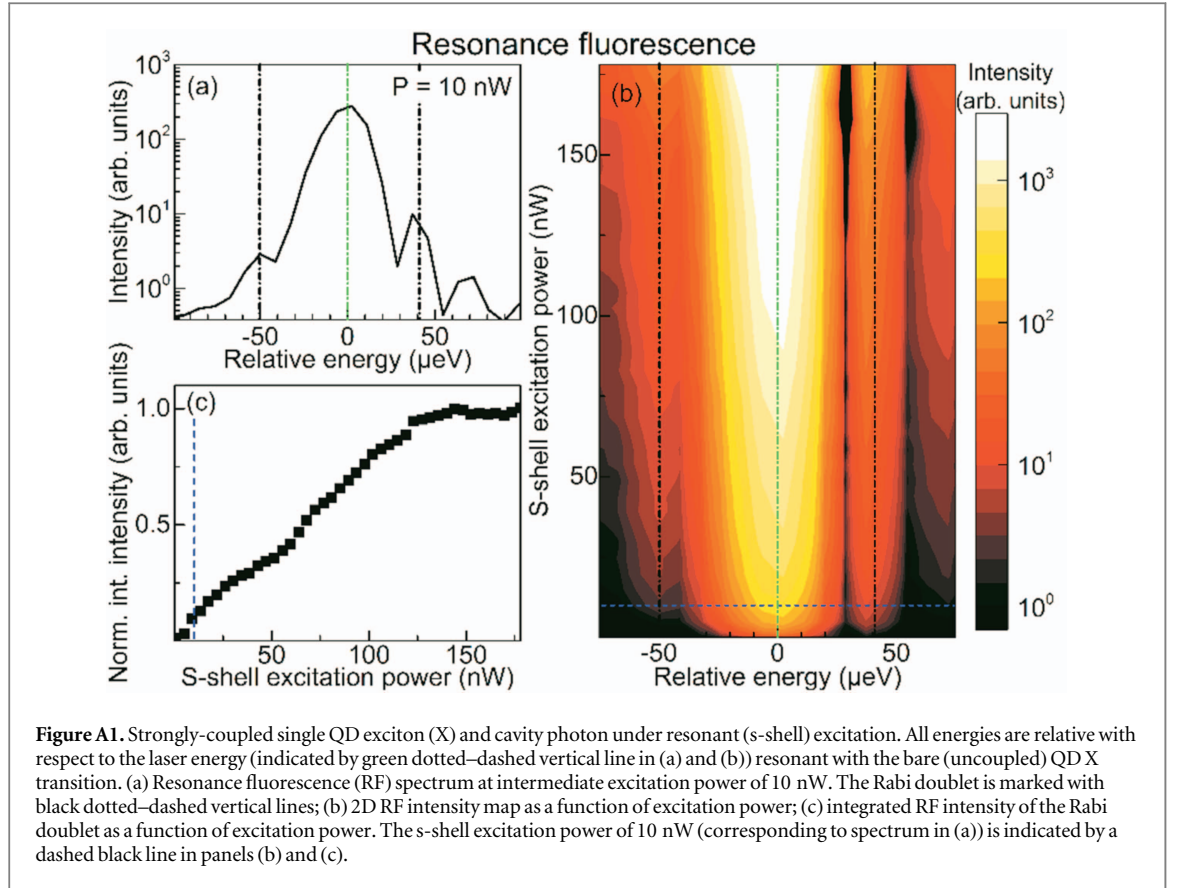 Resonance fluorescence
(a)
P = 10 nW
10³
10²
10¹
10⁰
Intensity (arb. units)
-50
0
50
Relative energy (µeV)
(b)
150
100
50
S-shell excitation power (nW)
-50
0
50
Relative energy (µeV)
Intensity
(arb. units)
10³
10²
10¹
10⁰
(c)
1.0
0.5
Norm. int. intensity (arb. units)
50
100
150
S-shell excitation power (nW)
Figure A1. Strongly-coupled single QD exciton (X) and cavity photon under resonant (s-shell) excitation. All energies are relative with
respect to the laser energy (indicated by green dotted–dashed vertical line in (a) and (b)) resonant with the bare (uncoupled) QD X
transition. (a) Resonance fluorescence (RF) spectrum at intermediate excitation power of 10 nW. The Rabi doublet is marked with
black dotted–dashed vertical lines; (b) 2D RF intensity map as a function of excitation power; (c) integrated RF intensity of the Rabi
doublet as a function of excitation power. The s-shell excitation power of 10 nW (corresponding to spectrum in (a)) is indicated by a
dashed black line in panels (b) and (c).